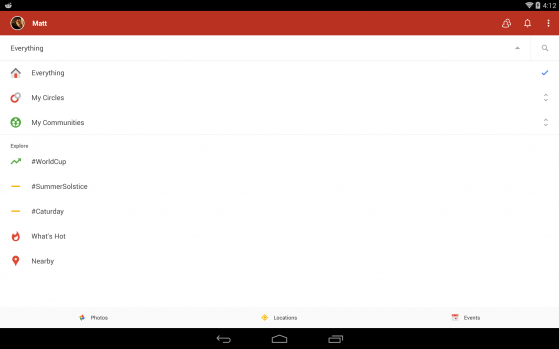 4:12
Matt
Everything
Everything
My Circles
My Communities
Explore
#WorldCup
#SummerSolstice
#Caturday
What's Hot
Nearby
Photos Locations Events